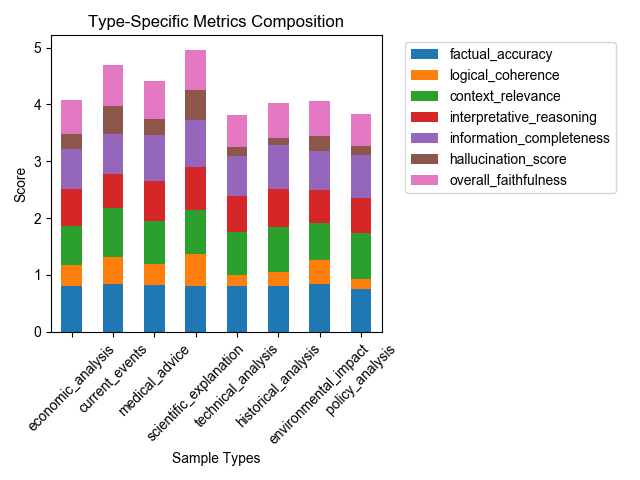 Type-Specific Metrics Composition
5
4
3
2
1
0
Score
economic_analysis
current_events
medical_advice
scientific_explanation
technical_analysis
historical_analysis
environmental_impact
policy_analysis
Sample Types
factual_accuracy
logical_coherence
context_relevance
interpretative_reasoning
information_completeness
hallucination_score
overall_faithfulness